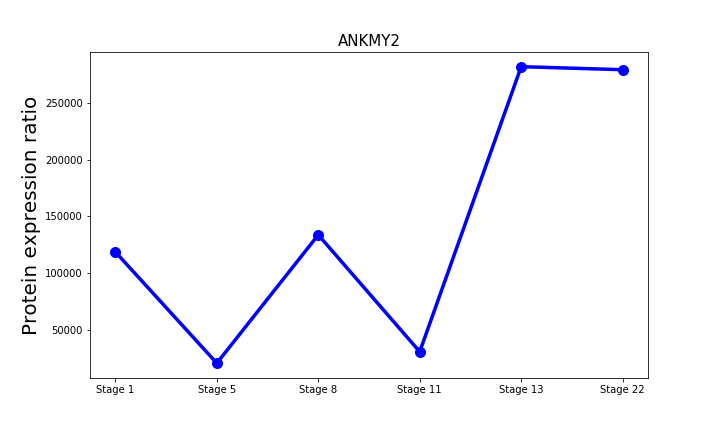 ANKMY2
Protein expression ratio
250000
200000
150000
100000
50000
Stage 1 Stage 5 Stage 8 Stage 11 Stage 13 Stage 22